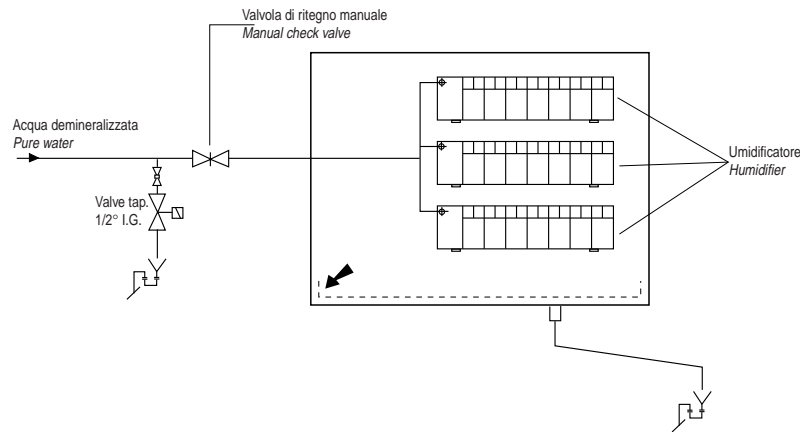 Valvola di ritegno manuale
Manual check valve
Acqua demineralizzata
Pure water
Umidificatore
Humidifier
Valve tap.
1/2° I.G.